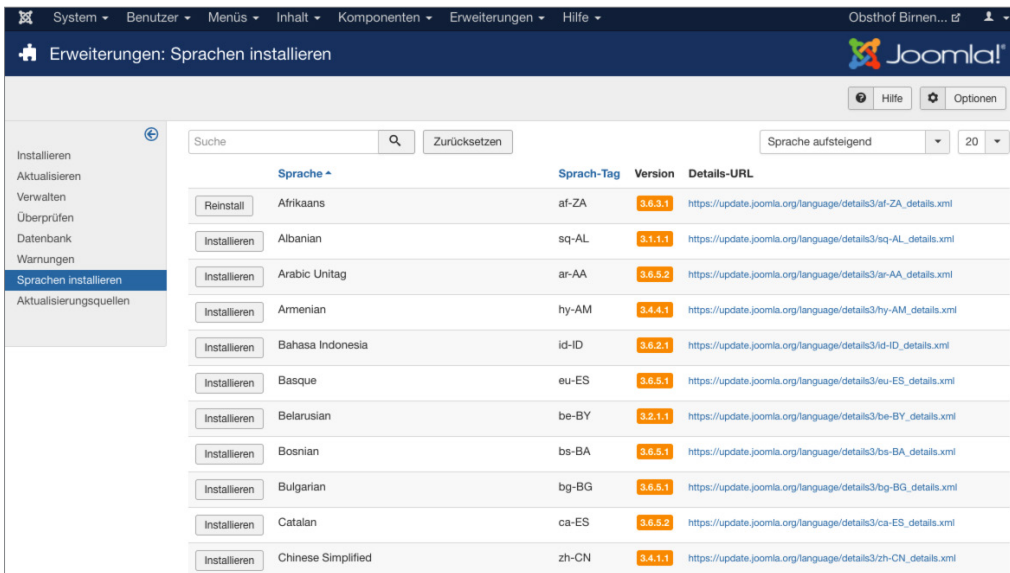 System Benutzer Menüs Inhalt Komponenten Erweiterungen Hilfe Obsthof Birnen...
Erweiterungen: Sprachen installieren Joomla!®
Hilfe Optionen
Suche Zurücksetzen Sprache aufsteigend 20
Installieren
Aktualisieren
Verwalten
Überprüfen
Datenbank
Warnungen
Sprachen installieren
Aktualisierungsquellen
Sprache Sprach-Tag Version Details-URL
Reinstall Afrikaans af-ZA 3.6.3.1 https://update.joomla.org/language/details3/af-ZA_details.xml
Installieren Albanian sq-AL 3.1.1.1 https://update.joomla.org/language/details3/sq-AL_details.xml
Installieren Arabic Unitag ar-AA 3.6.5.2 https://update.joomla.org/language/details3/ar-AA_details.xml
Installieren Armenian hy-AM 3.4.4.1 https://update.joomla.org/language/details3/hy-AM_details.xml
Installieren Bahasa Indonesia id-ID 3.6.2.1 https://update.joomla.org/language/details3/id-ID_details.xml
Installieren Basque eu-ES 3.6.5.1 https://update.joomla.org/language/details3/eu-ES_details.xml
Installieren Belarusian be-BY 3.2.1.1 https://update.joomla.org/language/details3/be-BY_details.xml
Installieren Bosnian bs-BA 3.6.5.1 https://update.joomla.org/language/details3/bs-BA_details.xml
Installieren Bulgarian bg-BG 3.6.5.1 https://update.joomla.org/language/details3/bg-BG_details.xml
Installieren Catalan ca-ES 3.6.5.2 https://update.joomla.org/language/details3/ca-ES_details.xml
Installieren Chinese Simplified zh-CN 3.4.1.1 https://update.joomla.org/language/details3/zh-CN_details.xml